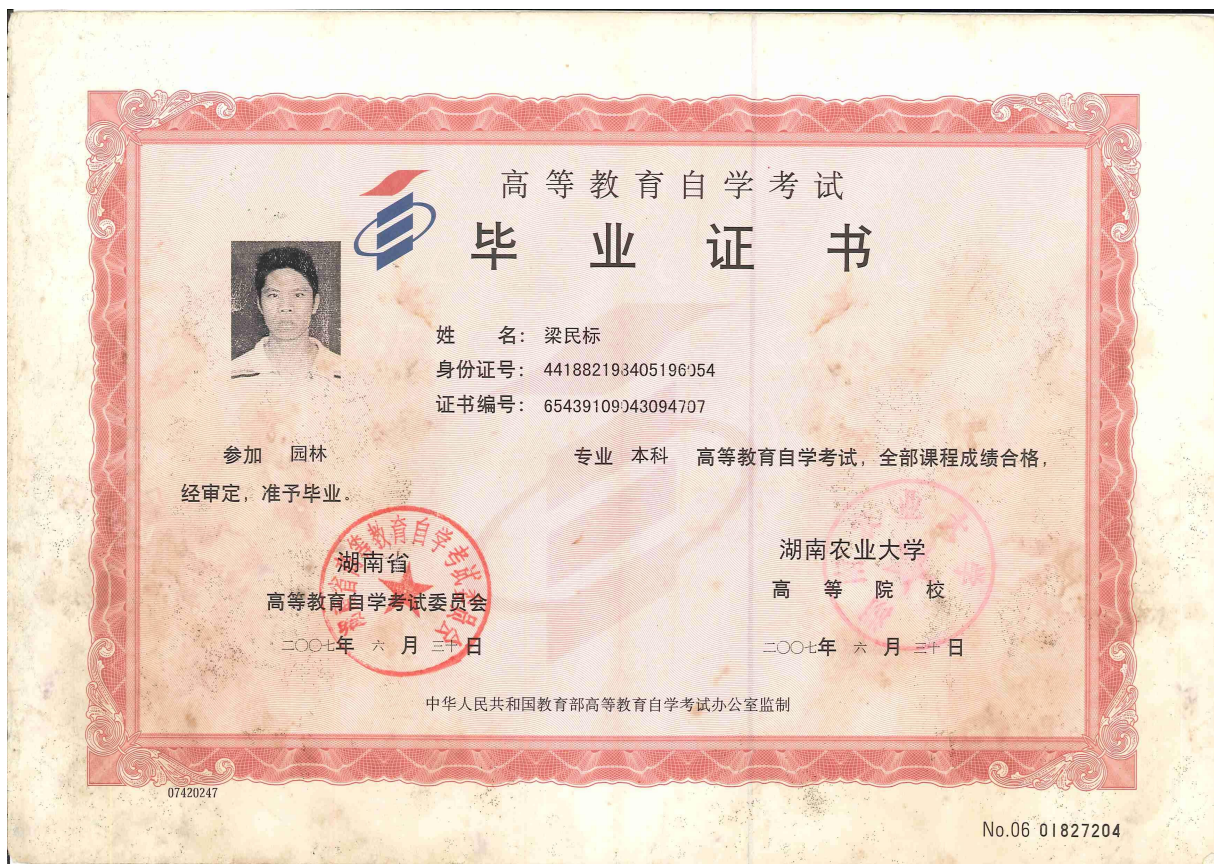 高等教育自学考试
毕业证书
姓名：梁民标
身份证号：441882198405196054
证书编号：65439109043094707
参加 园林 专业 本科 高等教育自学考试，全部课程成绩合格，
经审定，准予毕业。
湖南省
高等教育自学考试委员会
二〇〇七年 六 月 三十 日
湖南农业大学
高等院校
二〇〇七年 六 月 三十 日
中华人民共和国教育部高等教育自学考试办公室监制
07420247
No.06 01827204